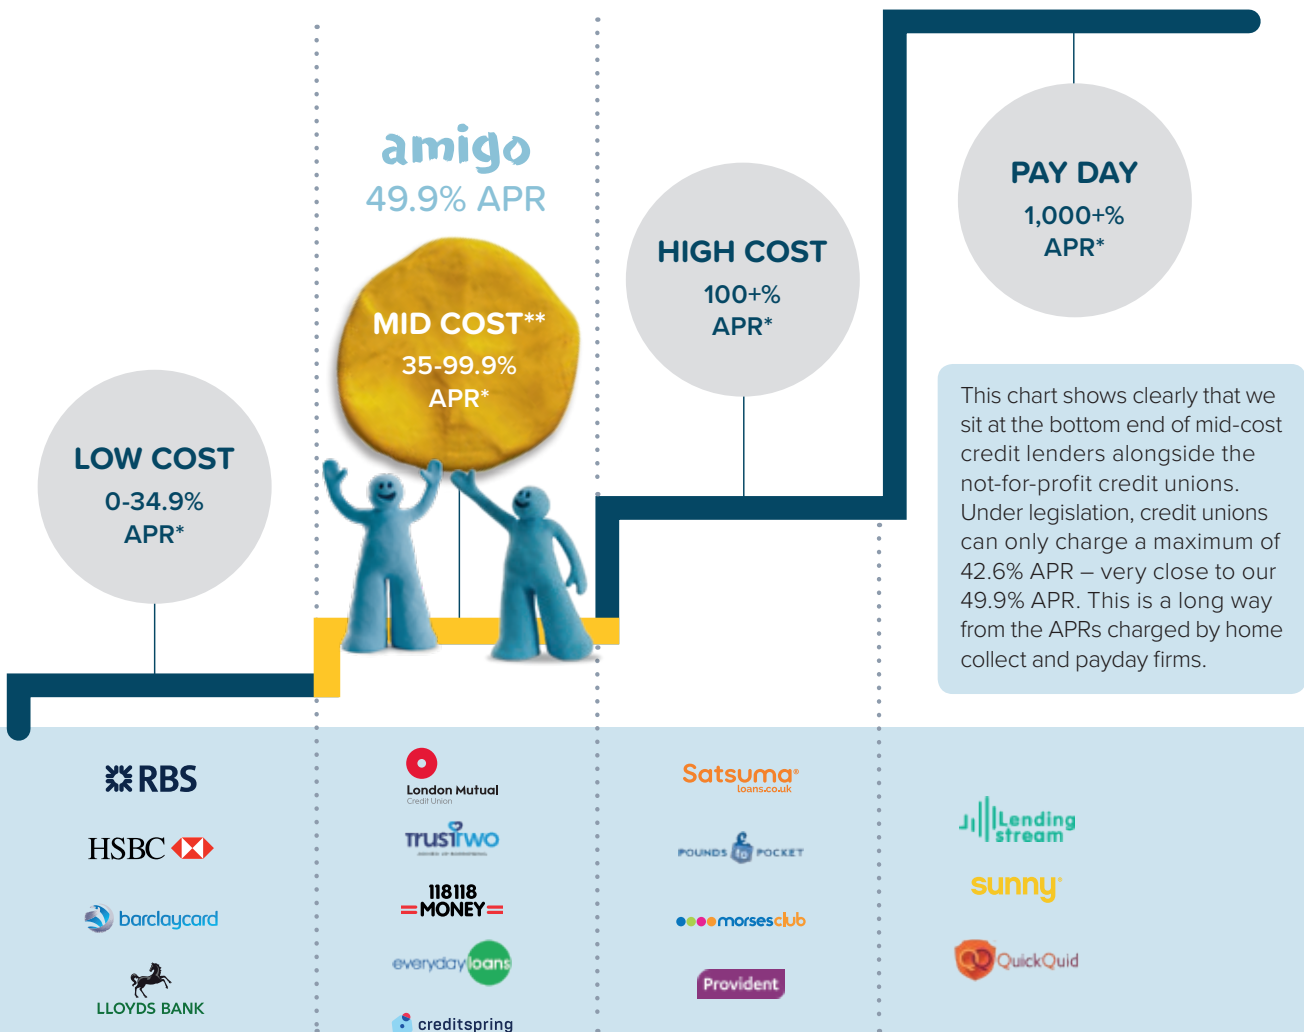 amigo
49.9% APR
LOW COST
0-34.9%
APR*
MID COST**
35-99.9%
APR*
HIGH COST
100+%
APR*
PAY DAY
1,000+%
APR*
This chart shows clearly that we
sit at the bottom end of mid-cost
credit lenders alongside the
not-for-profit credit unions.
Under legislation, credit unions
can only charge a maximum of
42.6% APR – very close to our
49.9% APR. This is a long way
from the APRs charged by home
collect and payday firms.
RBS
HSBC
barclaycard
LLOYDS BANK
London Mutual
Credit Union
TrusTwo
118118
MONEY
everyday loans
creditspring
Satsuma®
loans.co.uk
POUNDS to POCKET
morsesclub
Provident
Lending
stream
sunny®
QuickQuid